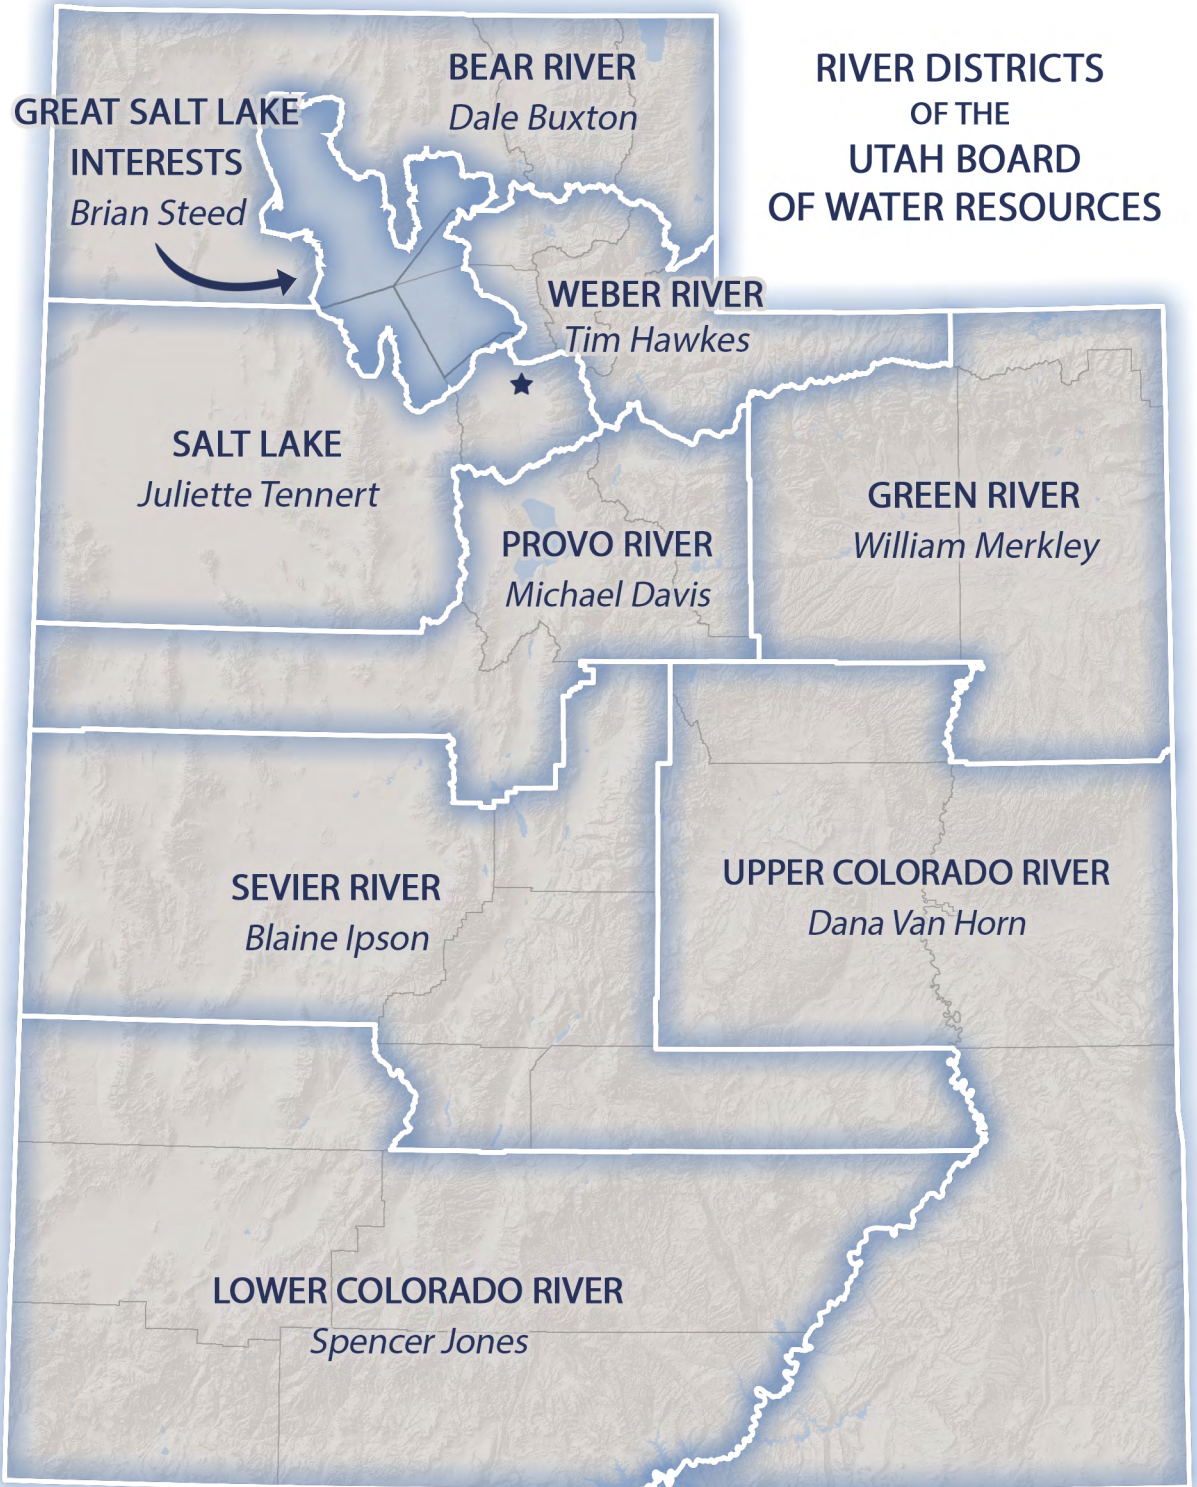 RIVER DISTRICTS
OF THE
UTAH BOARD
OF WATER RESOURCES
BEAR RIVER
Dale Buxton
GREAT SALT LAKE
INTERESTS
Brian Steed
WEBER RIVER
Tim Hawkes
SALT LAKE
Juliette Tennert
PROVO RIVER
Michael Davis
GREEN RIVER
William Merkley
SEVIER RIVER
Blaine Ipson
UPPER COLORADO RIVER
Dana Van Horn
LOWER COLORADO RIVER
Spencer Jones